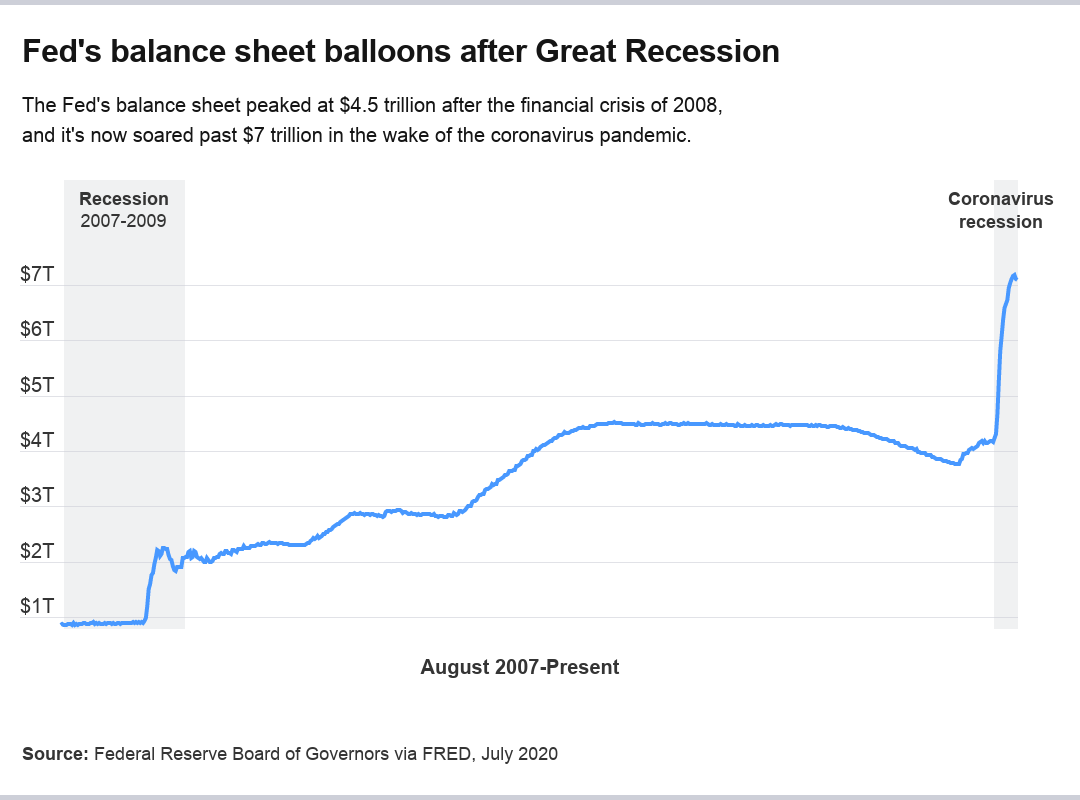 Fed's balance sheet balloons after Great Recession
The Fed's balance sheet peaked at $4.5 trillion after the financial crisis of 2008,
and it's now soared past $7 trillion in the wake of the coronavirus pandemic.
Recession
2007-2009
Coronavirus
recession
$7T
$6T
$5T
$4T
$3T
$2T
$1T
August 2007-Present
Source: Federal Reserve Board of Governors via FRED, July 2020